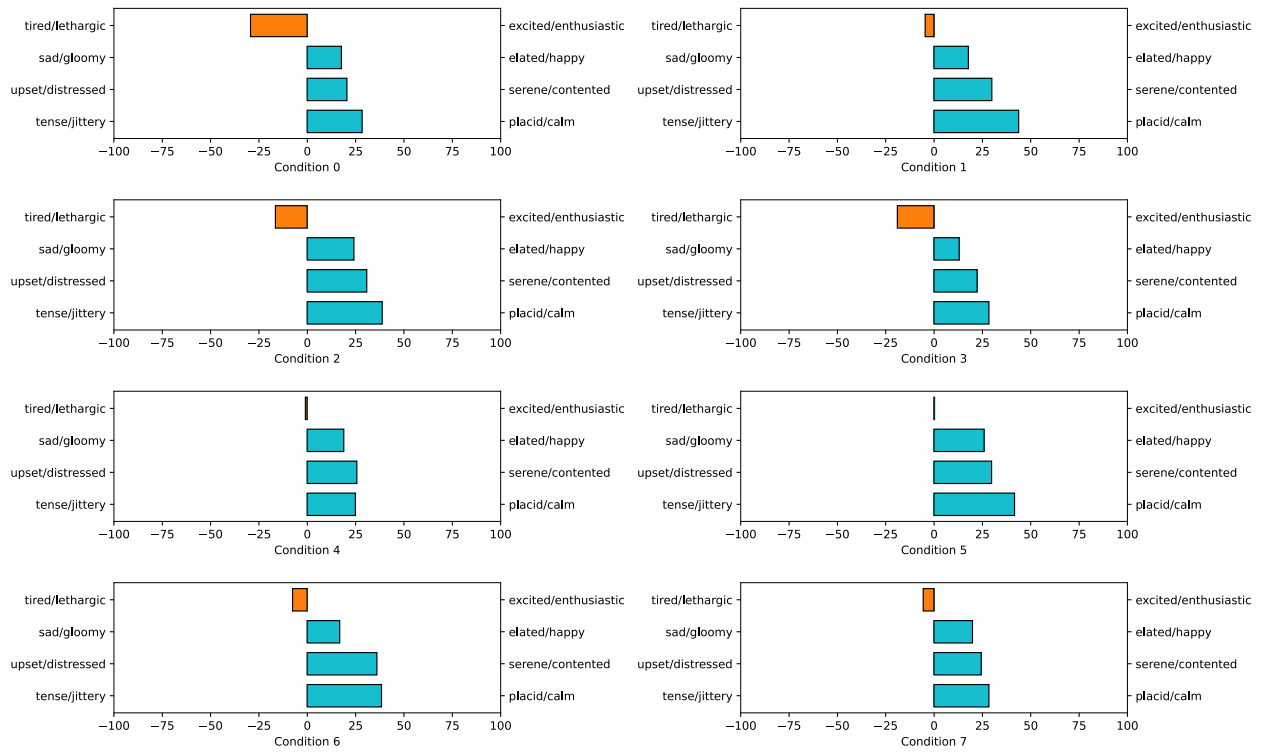 tired/lethargic excited/enthusiastic
sad/gloomy elated/happy
upset/distressed serene/contented
tense/jittery placid/calm
−100 −75 −50 −25 0 25 50 75 100
Condition 0
tired/lethargic excited/enthusiastic
sad/gloomy elated/happy
upset/distressed serene/contented
tense/jittery placid/calm
−100 −75 −50 −25 0 25 50 75 100
Condition 1
tired/lethargic excited/enthusiastic
sad/gloomy elated/happy
upset/distressed serene/contented
tense/jittery placid/calm
−100 −75 −50 −25 0 25 50 75 100
Condition 2
tired/lethargic excited/enthusiastic
sad/gloomy elated/happy
upset/distressed serene/contented
tense/jittery placid/calm
−100 −75 −50 −25 0 25 50 75 100
Condition 3
tired/lethargic excited/enthusiastic
sad/gloomy elated/happy
upset/distressed serene/contented
tense/jittery placid/calm
−100 −75 −50 −25 0 25 50 75 100
Condition 4
tired/lethargic excited/enthusiastic
sad/gloomy elated/happy
upset/distressed serene/contented
tense/jittery placid/calm
−100 −75 −50 −25 0 25 50 75 100
Condition 5
tired/lethargic excited/enthusiastic
sad/gloomy elated/happy
upset/distressed serene/contented
tense/jittery placid/calm
−100 −75 −50 −25 0 25 50 75 100
Condition 6
tired/lethargic excited/enthusiastic
sad/gloomy elated/happy
upset/distressed serene/contented
tense/jittery placid/calm
−100 −75 −50 −25 0 25 50 75 100
Condition 7